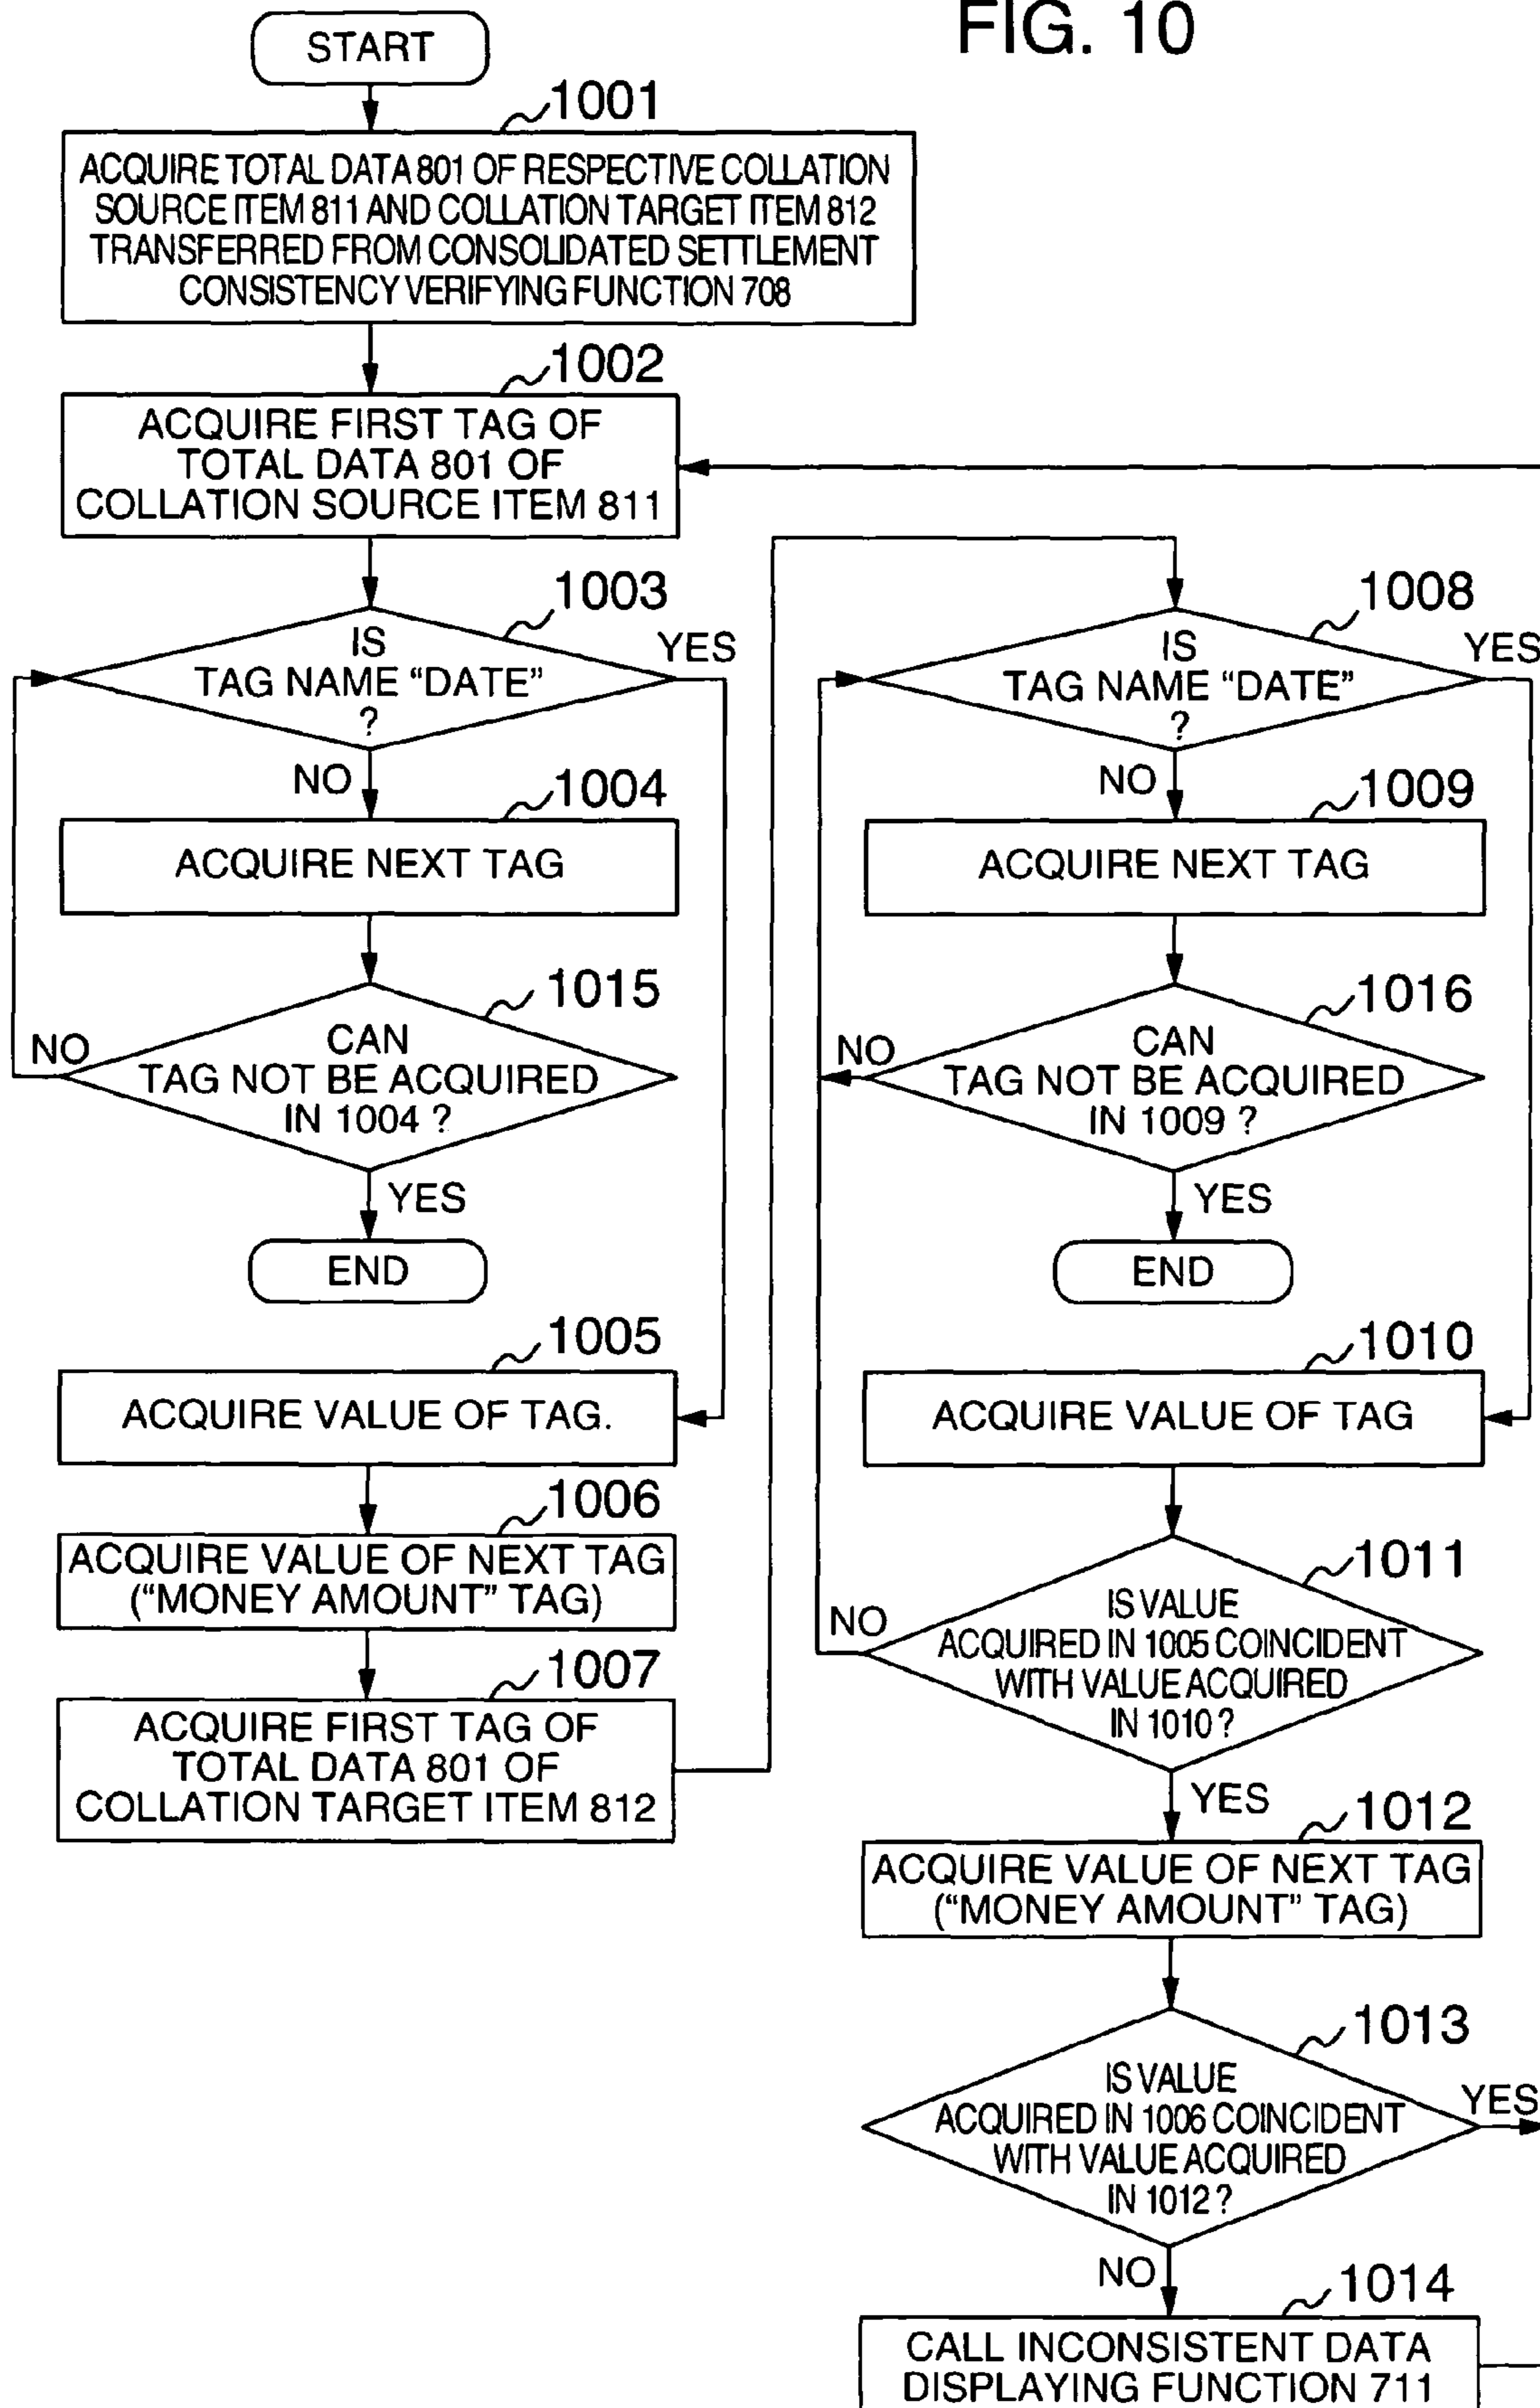 FIG. 10
START
1001
ACQUIRE TOTAL DATA 801 OF RESPECTIVE COLLATION
SOURCE ITEM 811 AND COLLATION TARGET ITEM 812
TRANSFERRED FROM CONSOLIDATED SETTLEMENT
CONSISTENCY VERIFYING FUNCTION 708
1002
ACQUIRE FIRST TAG OF
TOTAL DATA 801 OF
COLLATION SOURCE ITEM 811
1003
IS
TAG NAME “DATE”
?
YES
NO
1004
ACQUIRE NEXT TAG
1015
CAN
TAG NOT BE ACQUIRED
IN 1004 ?
NO
YES
END
1005
ACQUIRE VALUE OF TAG.
1006
ACQUIRE VALUE OF NEXT TAG
(“MONEY AMOUNT” TAG)
1007
ACQUIRE FIRST TAG OF
TOTAL DATA 801 OF
COLLATION TARGET ITEM 812
1008
IS
TAG NAME “DATE”
?
YES
NO
1009
ACQUIRE NEXT TAG
1016
CAN
TAG NOT BE ACQUIRED
IN 1009 ?
NO
YES
END
1010
ACQUIRE VALUE OF TAG
1011
IS VALUE
ACQUIRED IN 1005 COINCIDENT
WITH VALUE ACQUIRED
IN 1010 ?
NO
YES
1012
ACQUIRE VALUE OF NEXT TAG
(“MONEY AMOUNT” TAG)
1013
IS VALUE
ACQUIRED IN 1006 COINCIDENT
WITH VALUE ACQUIRED
IN 1012 ?
YES
NO
1014
CALL INCONSISTENT DATA
DISPLAYING FUNCTION 711